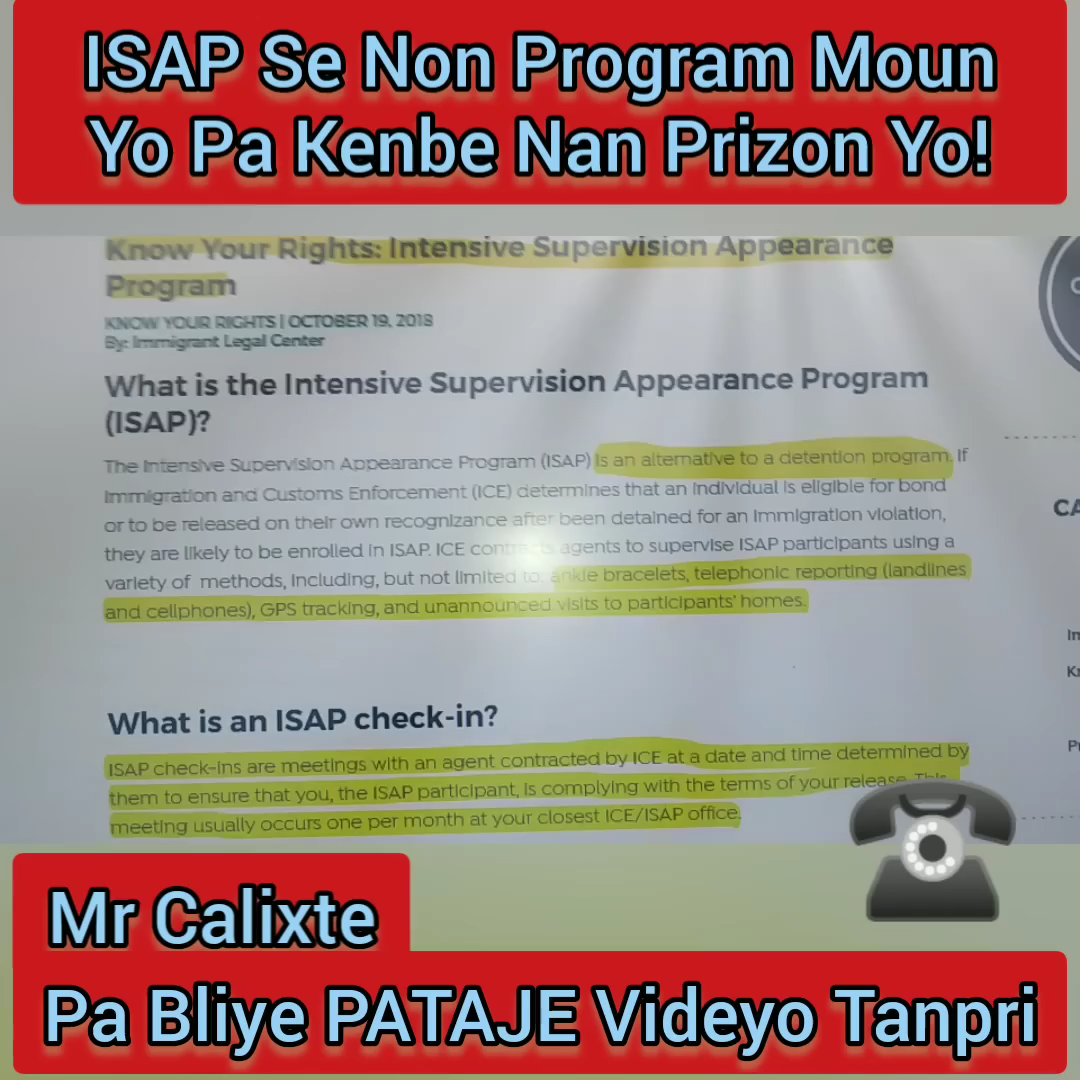 ISAP Se Non Program Moun
Yo Pa Kenbe Nan Prizon Yo!
Know Your Rights: Intensive Supervision Appearance
Program
KNOW YOUR RIGHTS | OCTOBER 19, 2018
By: Immigrant Legal Center
What is the Intensive Supervision Appearance Program
(ISAP)?
The Intensive Supervision Appearance Program (ISAP) is an alternative to a detention program. If
Immigration and Customs Enforcement (ICE) determines that an individual is eligible for bond
or to be released on their own recognizance after been detained for an immigration violation,
they are likely to be enrolled in ISAP. ICE agents to supervise ISAP participants using a
variety of methods, including, but not limited to: ankle bracelets, telephonic reporting (landlines
and cellphones), GPS tracking, and unannounced visits to participants' homes.
What is an ISAP check-in?
ISAP check-ins are meetings with an agent contracted by ICE at a date and time determined by
them to ensure that you, the ISAP participant, is complying with the terms of your release. This
meeting usually occurs one per month at your closest ICE/ISAP office.
Mr Calixte
Pa Bliye PATAJE Videyo Tanpri